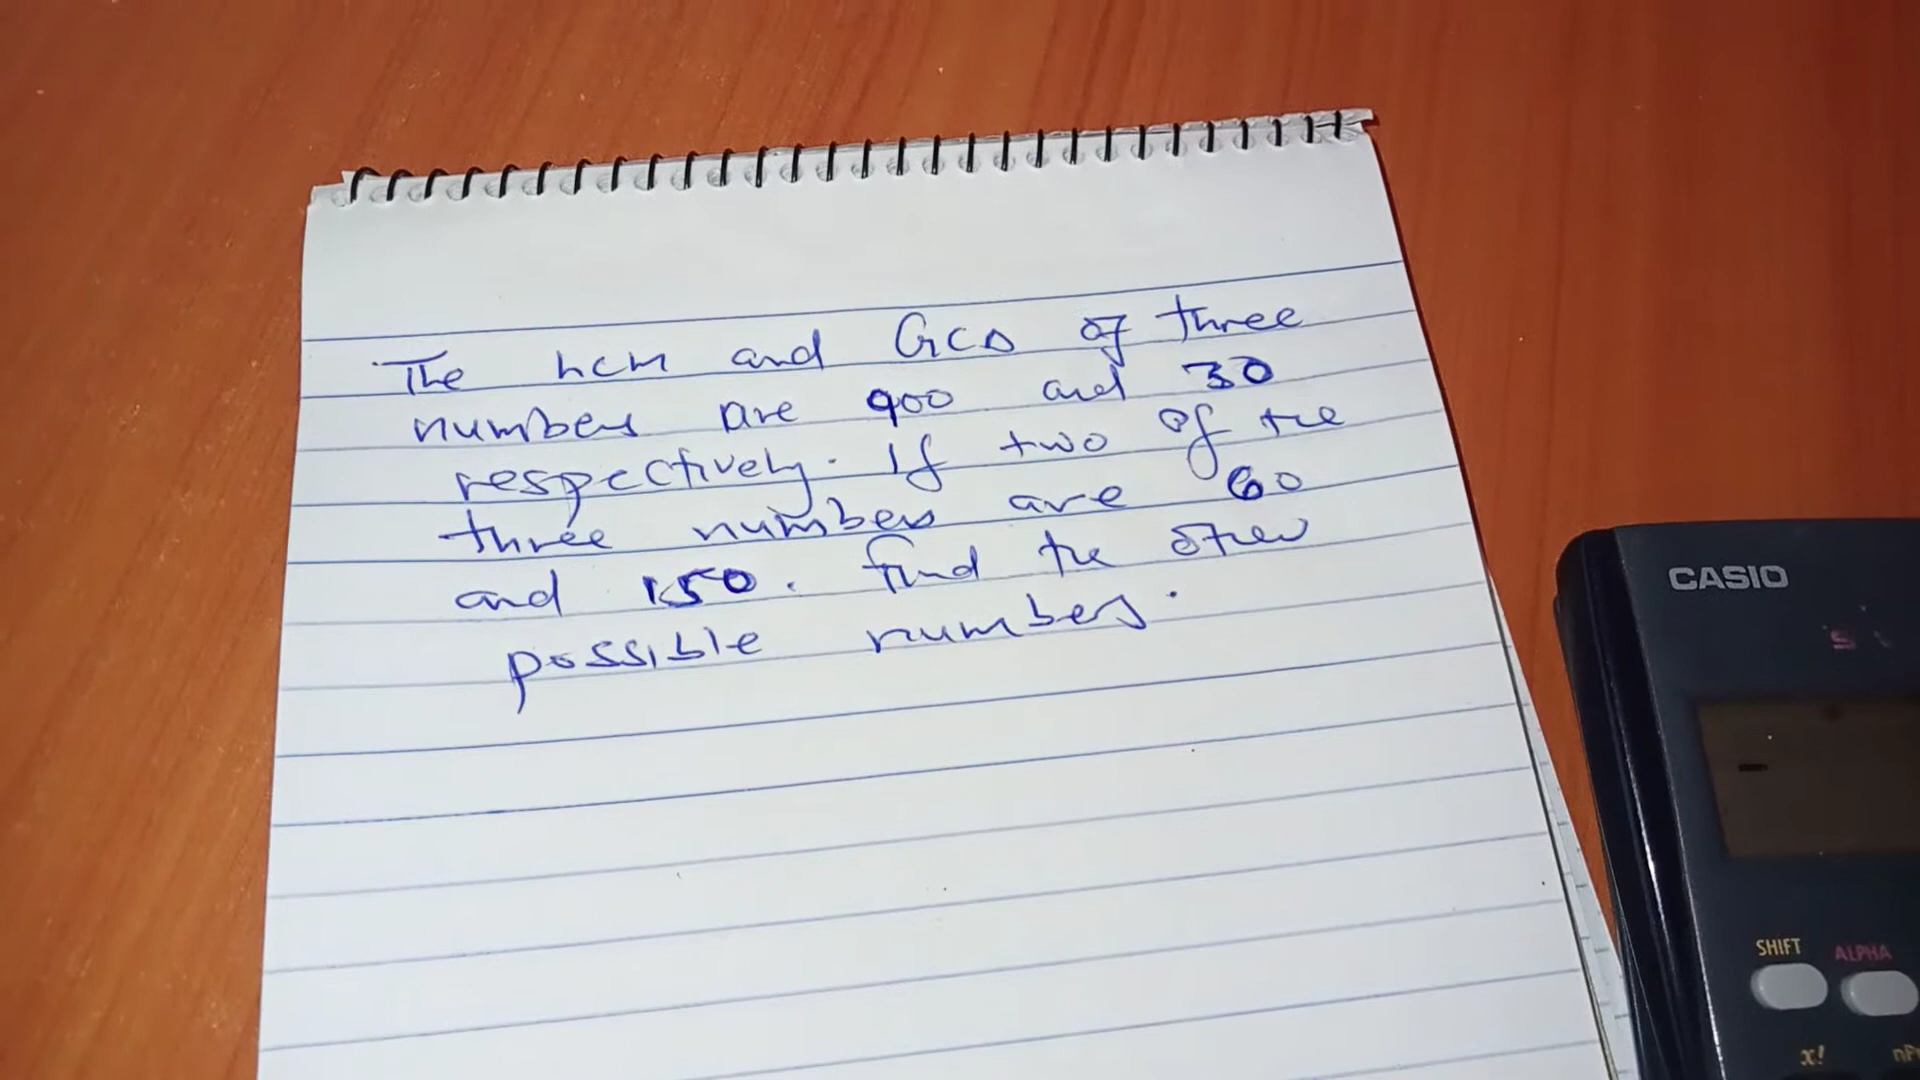 The LCM and GCD of three
numbers are 900 and 30
respectively. If two of the
three numbers are 60
and 150. find the other
possible numbers.
CASIO
SHIFT ALPHA
x!